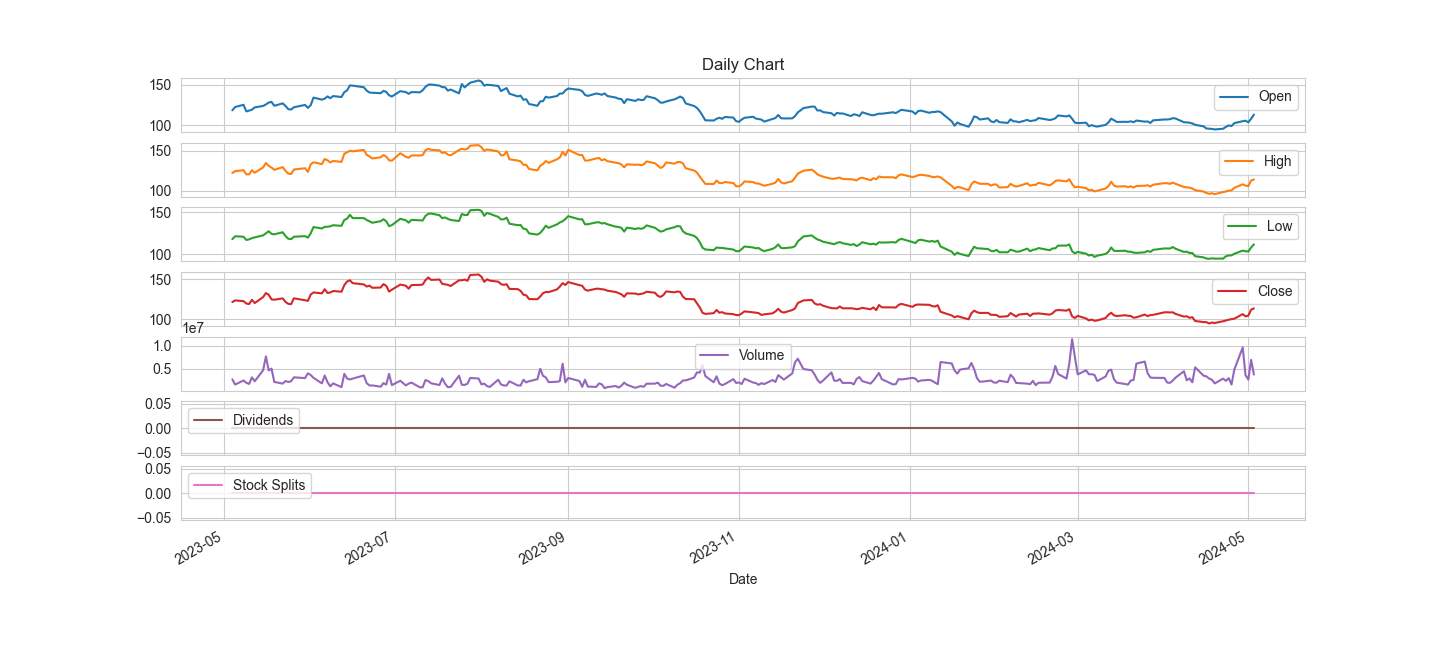 Daily Chart
150
100
Open
150
100
High
150
100
Low
150
100
Close
1e7
1.0
0.5
Volume
0.05
0.00
−0.05
Dividends
0.05
0.00
−0.05
Stock Splits
2023-05
2023-07
2023-09
2023-11
2024-01
2024-03
2024-05
Date